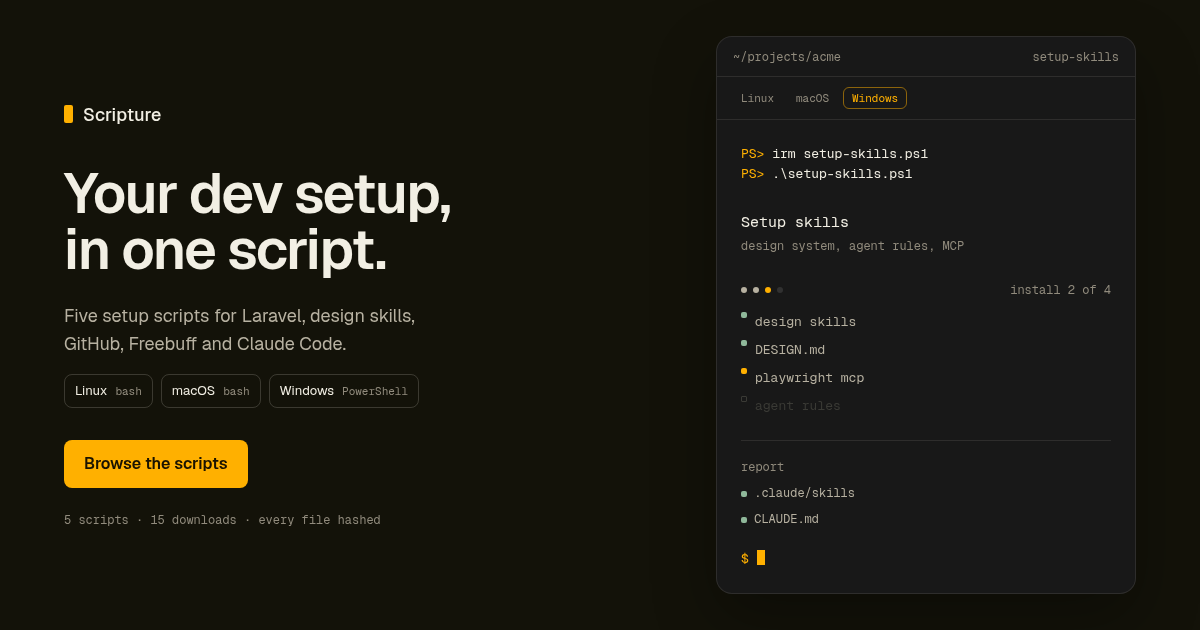 Scripture
Your dev setup,
in one script.
Five setup scripts for Laravel, design skills,
GitHub, Freebuff and Claude Code.
Linux bash macOS bash Windows PowerShell
Browse the scripts
5 scripts · 15 downloads · every file hashed
~/projects/acme setup-skills
Linux macOS Windows
PS> irm setup-skills.ps1
PS> .\setup-skills.ps1
Setup skills
design system, agent rules, MCP
install 2 of 4
design skills
DESIGN.md
playwright mcp
agent rules
report
.claude/skills
CLAUDE.md
$